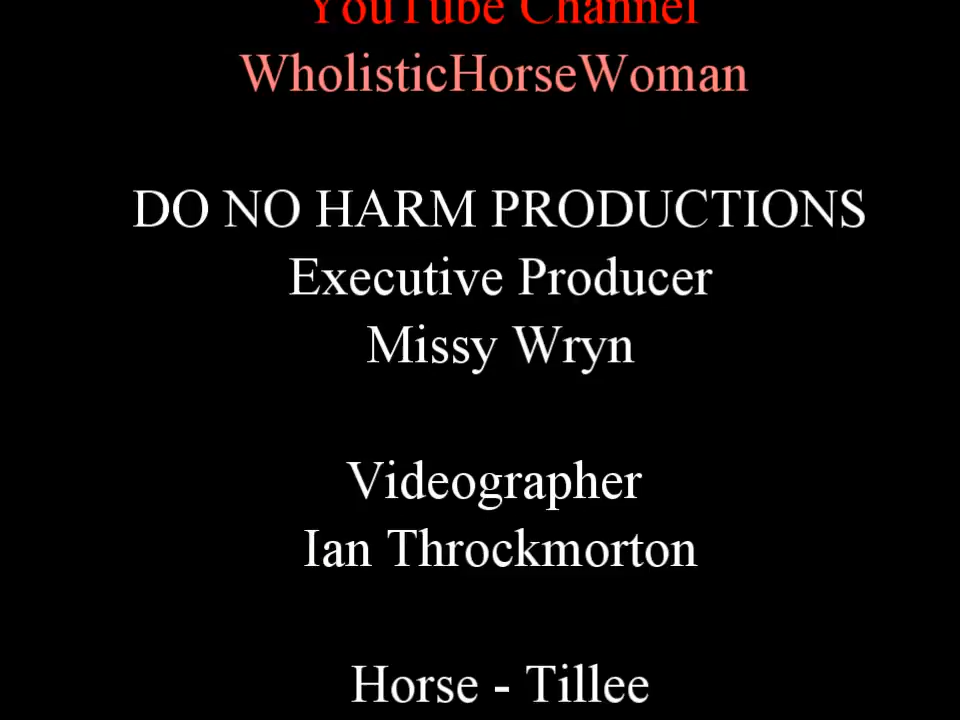 YouTube Channel
WholisticHorseWoman
DO NO HARM PRODUCTIONS
Executive Producer
Missy Wryn
Videographer
Ian Throckmorton
Horse - Tillee